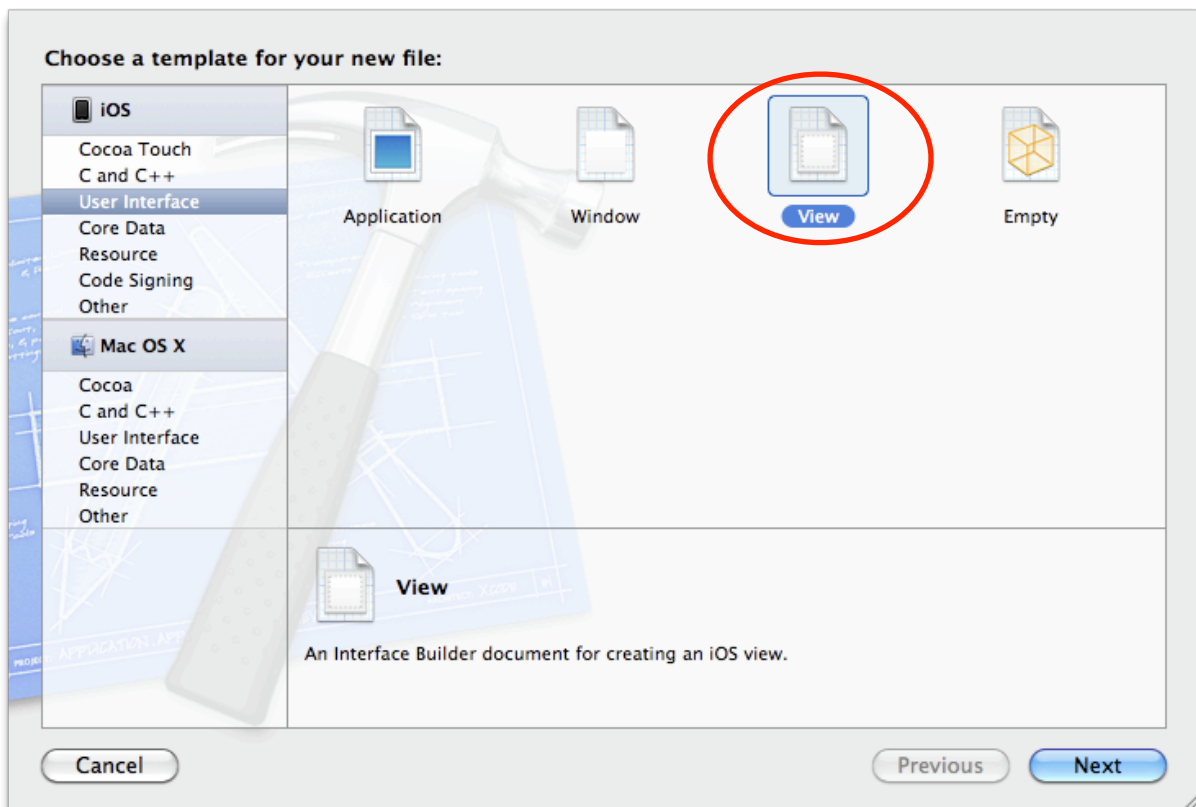 Choose a template for your new file:
iOS
Cocoa Touch
C and C++
User Interface
Core Data
Resource
Code Signing
Other
Mac OS X
Cocoa
C and C++
User Interface
Core Data
Resource
Other
Application
Window
View
Empty
View
An Interface Builder document for creating an iOS view.
Cancel
Previous
Next